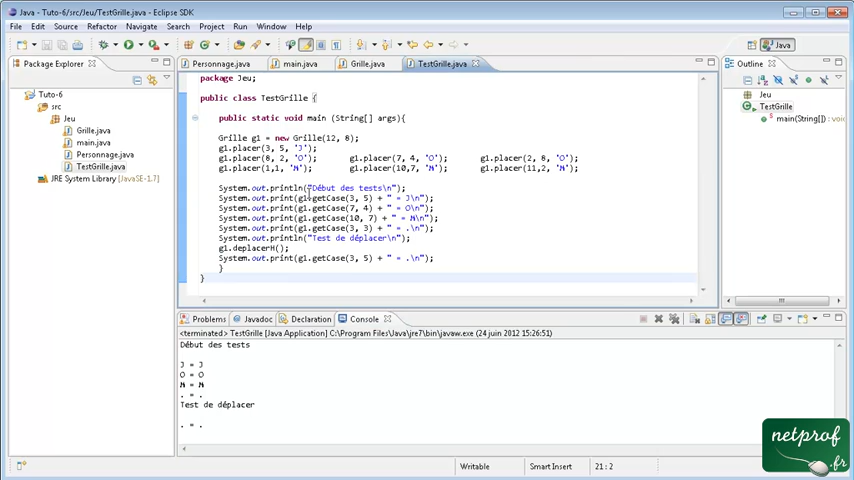 Java - Tuto-6/src/Jeu/TestGrille.java - Eclipse SDK
File Edit Source Refactor Navigate Search Project Run Window Help
Java
Package Explorer
Personnage.java main.java Grille.java TestGrille.java
Outline
Tuto-6
src
Jeu
Grille.java
main.java
Personnage.java
TestGrille.java
JRE System Library [JavaSE-1.7]
package Jeu;
public class TestGrille {
public static void main (String[] args){
Grille g1 = new Grille(12, 8);
g1.placer(3, 5, 'J');
g1.placer(8, 2, 'O'); g1.placer(7, 4, 'O'); g1.placer(2, 8, 'O');
g1.placer(1,1, 'M'); g1.placer(10,7, 'M'); g1.placer(11,2, 'M');
System.out.println("Début des tests\n");
System.out.print(g1.getCase(3, 5) + " = J\n");
System.out.print(g1.getCase(7, 4) + " = O\n");
System.out.print(g1.getCase(10, 7) + " = M\n");
System.out.print(g1.getCase(3, 3) + " = .\n");
System.out.println("Test de déplacer\n");
g1.deplacerH();
System.out.print(g1.getCase(3, 5) + " = .\n");
}
}
Jeu
TestGrille
main(String[])
Problems Javadoc Declaration Console
<terminated> TestGrille [Java Application] C:\Program Files\Java\jre7\bin\javaw.exe (24 juin 2012 15:26:51)
Début des tests
J = J
O = O
M = M
. = .
Test de déplacer
. = .
Writable Smart Insert 21 : 2
netprof
.fr